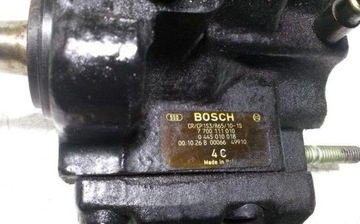 BOSCH
CR/CP1S3/R65/10-1S
7 700 111 010
0 445 010 018
00.10.26 B 00066 49910
4 C
Made in